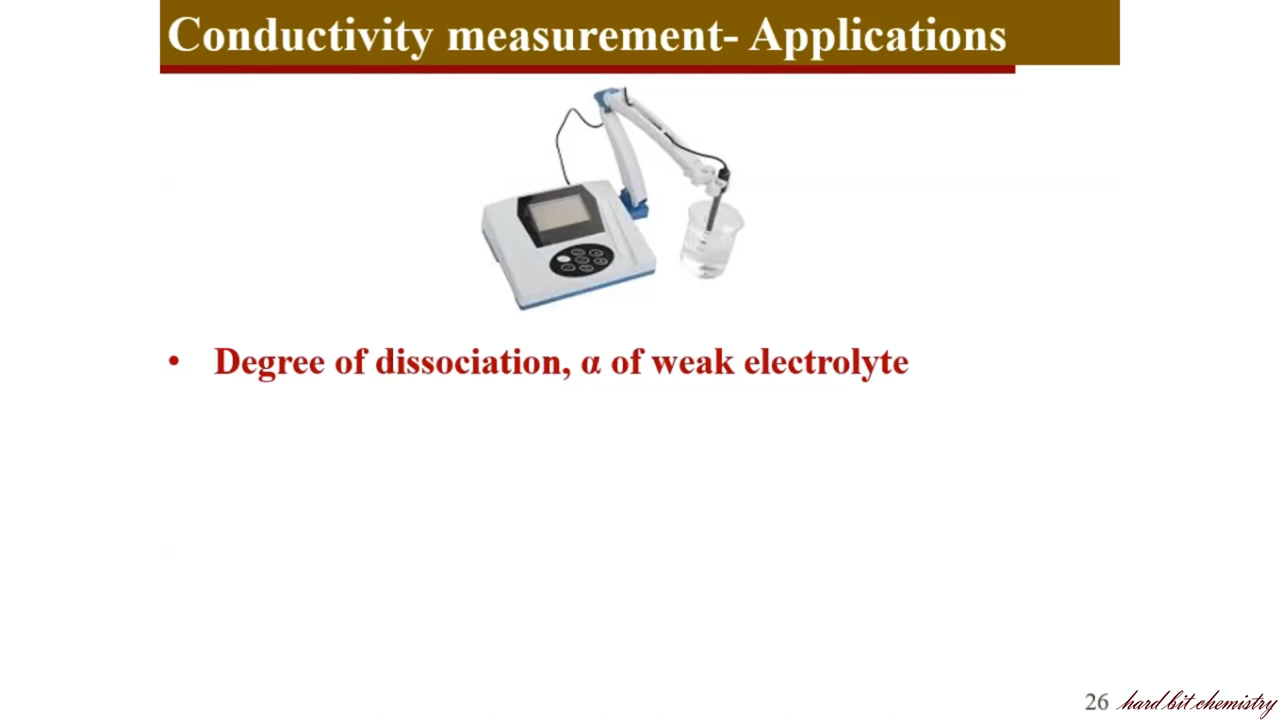 Conductivity measurement- Applications
• Degree of dissociation, α of weak electrolyte
26 hard bit chemistry